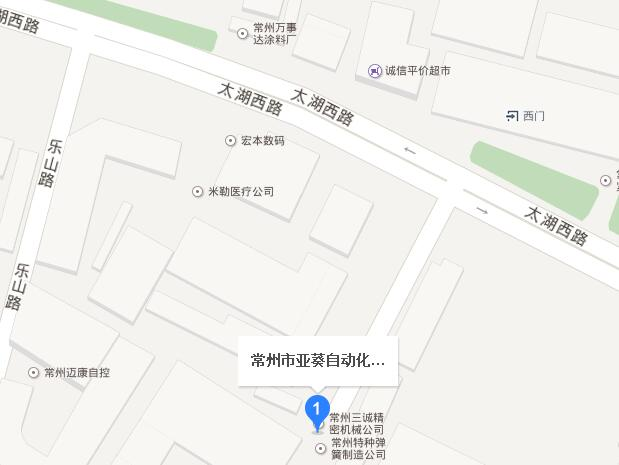 湖西路
常州万事
达涂料厂
诚信平价超市
太湖西路
太湖西路
西门
宏本数码
乐山路
米勒医疗公司
太湖西路
乐山路
常州市亚葵自动化...
常州迈康自控
1
常州三诚精
密机械公司
常州特种弹
簧制造公司